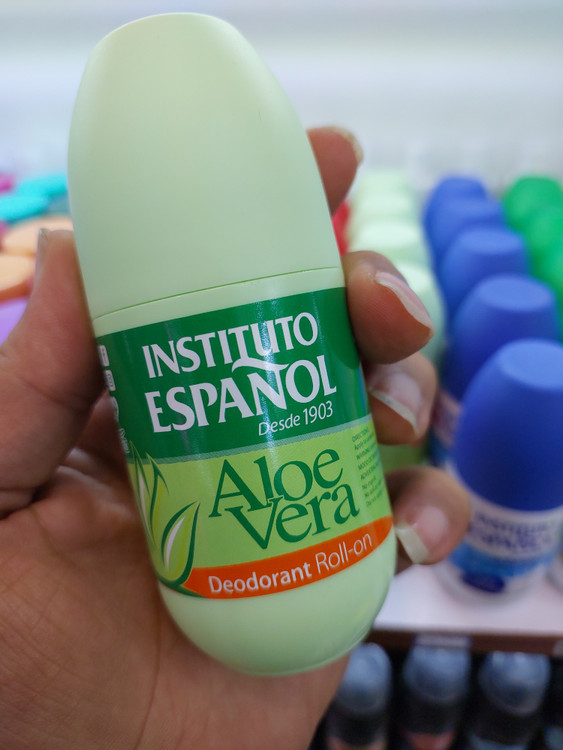 INSTITUTO
ESPAÑOL
Desde 1903
Aloe
Vera
Deodorant Roll-on